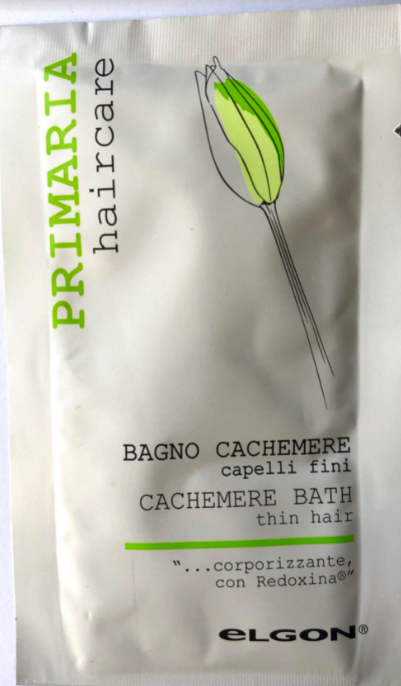 PRIMARIA
haircare
BAGNO CACHEMERE
capelli fini
CACHEMERE BATH
thin hair
"...corporizzante,
con Redoxina®"
eLGON®